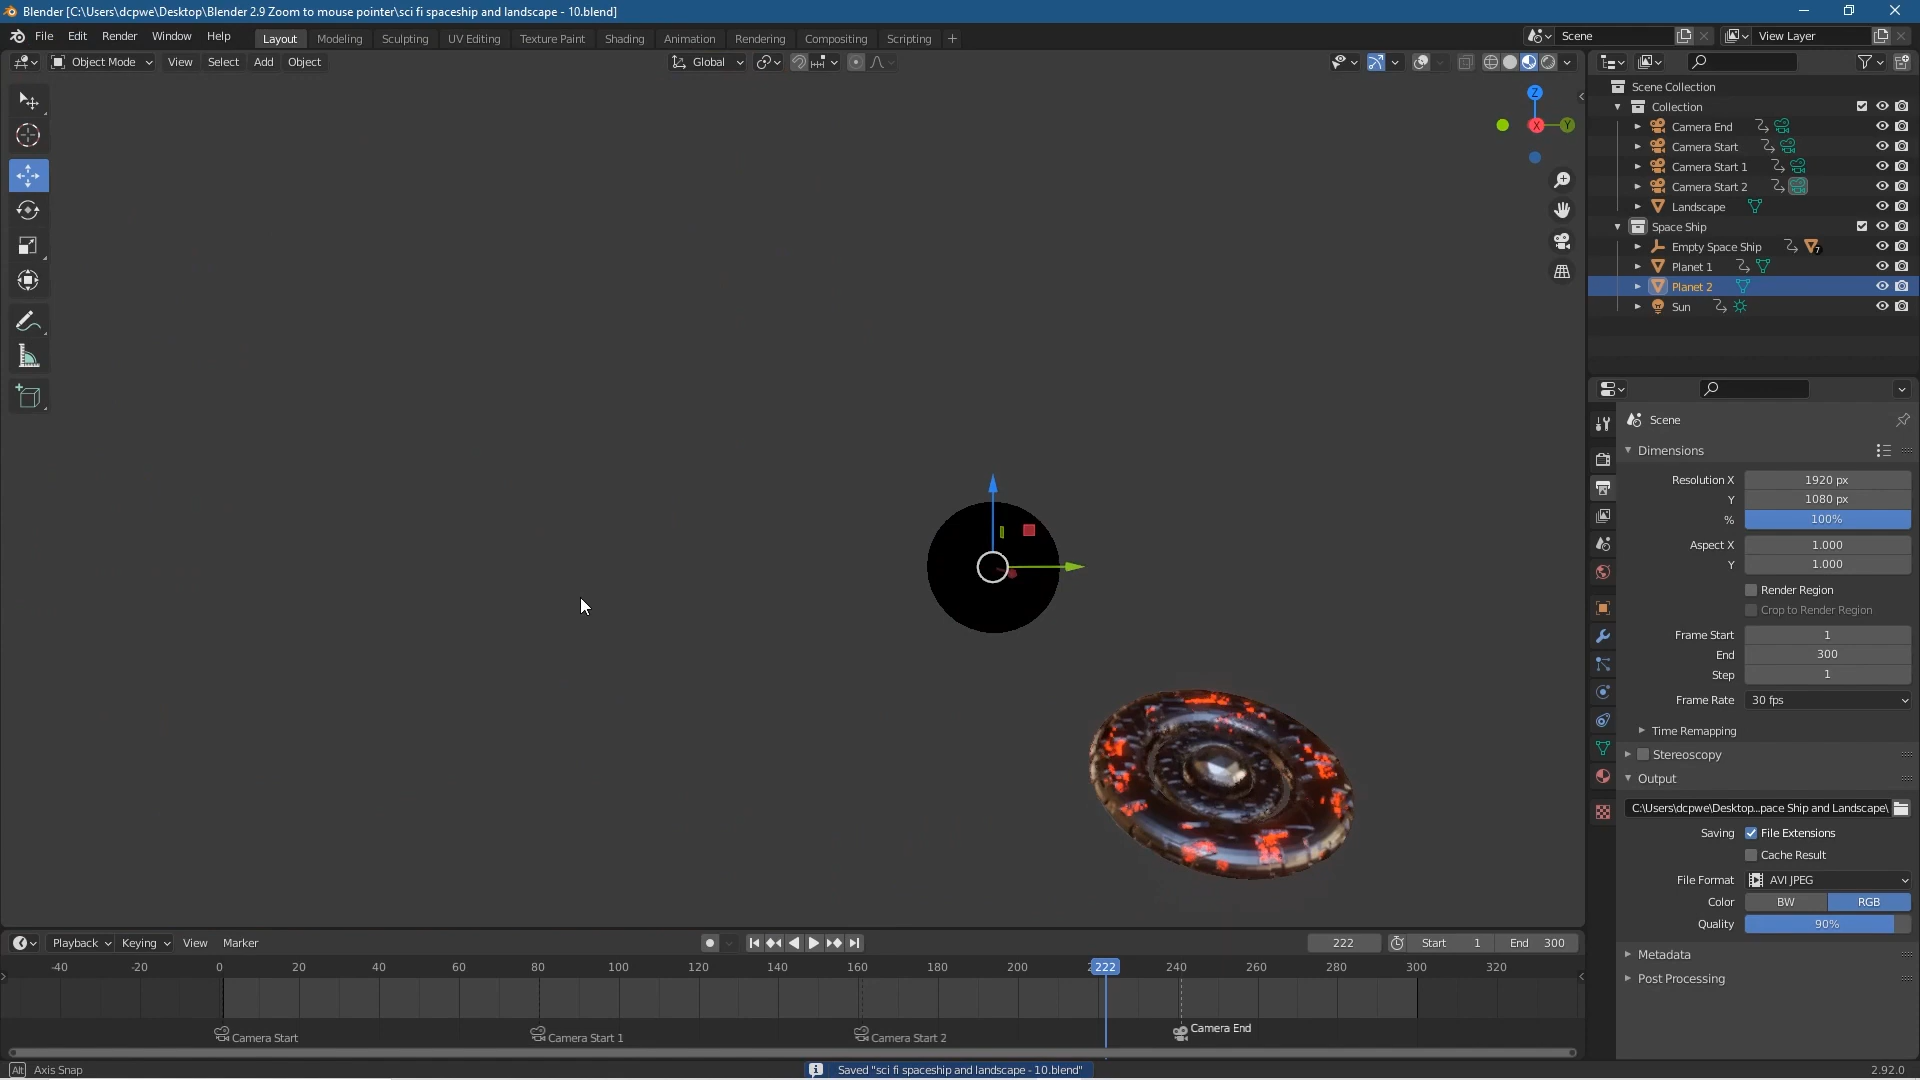 Blender [C:\Users\dcpwe\Desktop\Blender 2.9 Zoom to mouse pointer\sci fi spaceship and landscape - 10.blend]
File Edit Render Window Help Layout Modeling Sculpting UV Editing Texture Paint Shading Animation Rendering Compositing Scripting + Scene View Layer
Object Mode View Select Add Object Global
Z
X Y
Scene Collection
Collection
Camera End
Camera Start
Camera Start 1
Camera Start 2
Landscape
Space Ship
Empty Space Ship 7
Planet 1
Planet 2
Sun
Scene
Dimensions
Resolution X 1920 px
Y 1080 px
% 100%
Aspect X 1.000
Y 1.000
Render Region
Crop to Render Region
Frame Start 1
End 300
Step 1
Frame Rate 30 fps
Time Remapping
Stereoscopy
Output
C:\Users\dcpwe\Desktop...pace Ship and Landscape\
Saving File Extensions
Cache Result
File Format AVI JPEG
Color BW RGB
Quality 90%
Metadata
Post Processing
Playback Keying View Marker 222 Start 1 End 300
-40 -20 0 20 40 60 80 100 120 140 160 180 200 222 240 260 280 300 320
Camera Start Camera Start 1 Camera Start 2 Camera End
Alt Axis Snap Saved "sci fi spaceship and landscape - 10.blend" 2.92.0